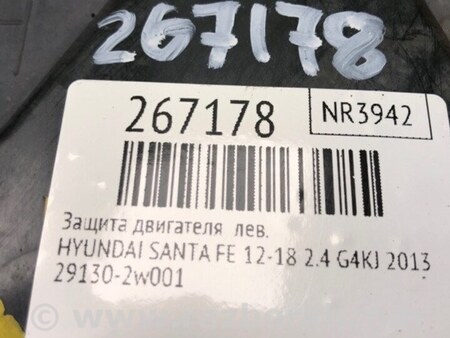 267178
267178
NR3942
Защита двигателя лев.
HYUNDAI SANTA FE 12-18 2.4 G4KJ 2013
29130-2w001